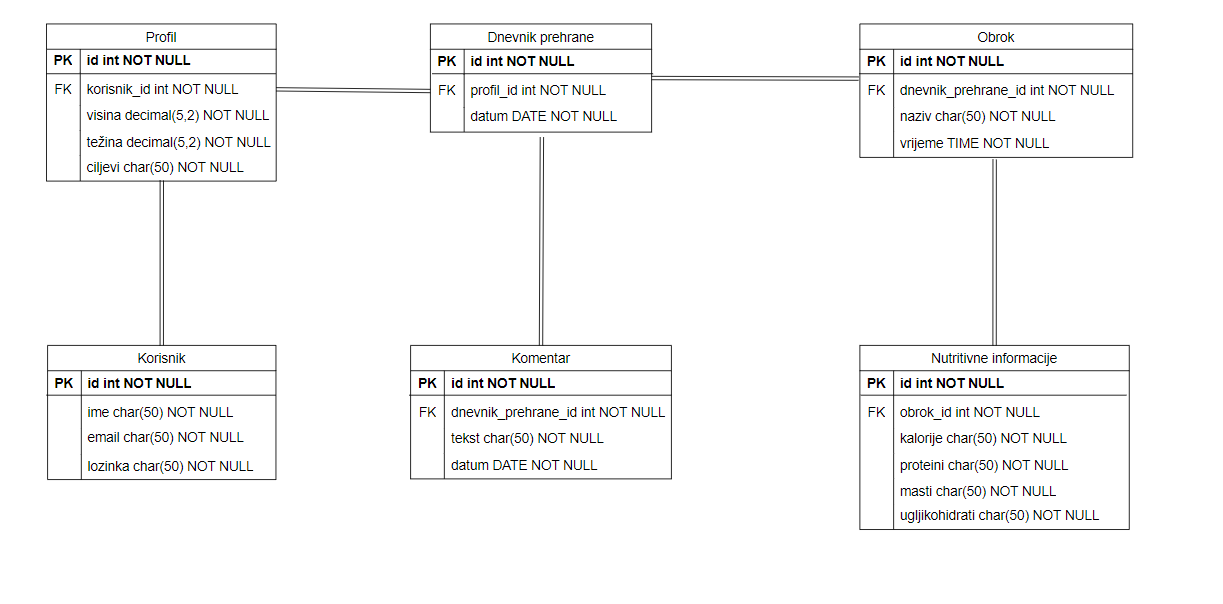 Profil
PK id int NOT NULL
FK korisnik_id int NOT NULL
visina decimal(5,2) NOT NULL
težina decimal(5,2) NOT NULL
ciljevi char(50) NOT NULL
Dnevnik prehrane
PK id int NOT NULL
FK profil_id int NOT NULL
datum DATE NOT NULL
Obrok
PK id int NOT NULL
FK dnevnik_prehrane_id int NOT NULL
naziv char(50) NOT NULL
vrijeme TIME NOT NULL
Korisnik
PK id int NOT NULL
ime char(50) NOT NULL
email char(50) NOT NULL
lozinka char(50) NOT NULL
Komentar
PK id int NOT NULL
FK dnevnik_prehrane_id int NOT NULL
tekst char(50) NOT NULL
datum DATE NOT NULL
Nutritivne informacije
PK id int NOT NULL
FK obrok_id int NOT NULL
kalorije char(50) NOT NULL
proteini char(50) NOT NULL
masti char(50) NOT NULL
ugljikohidrati char(50) NOT NULL